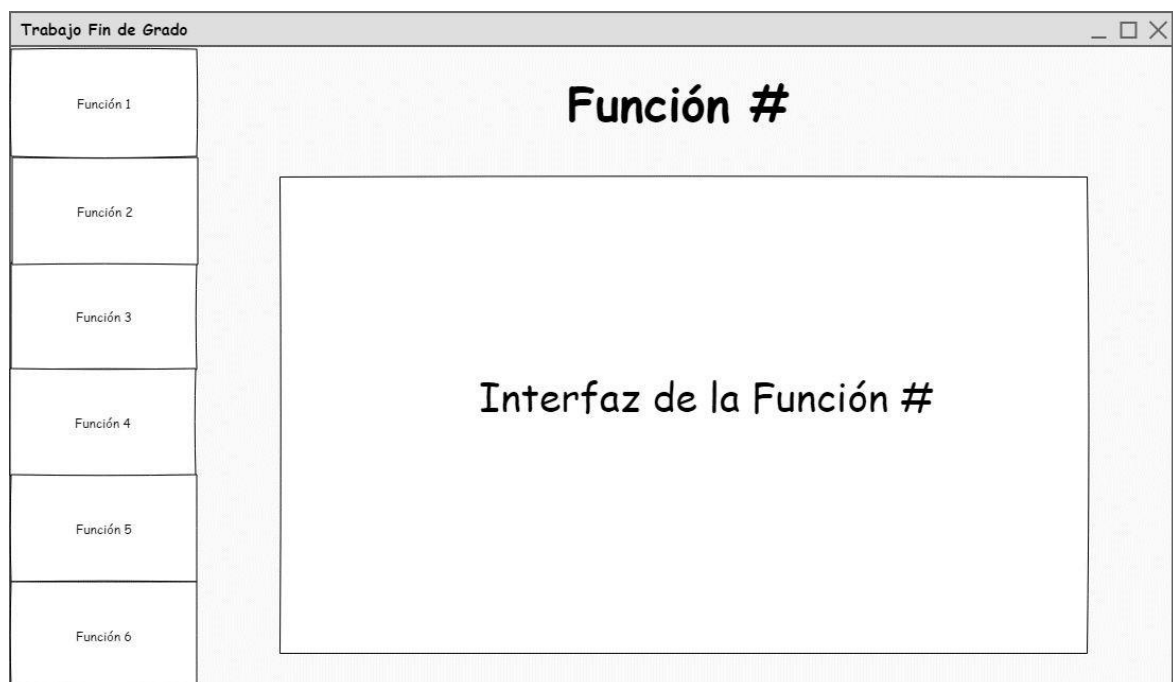 Trabajo Fin de Grado
Función 1
Función 2
Función 3
Función 4
Función 5
Función 6
Función #
Interfaz de la Función #